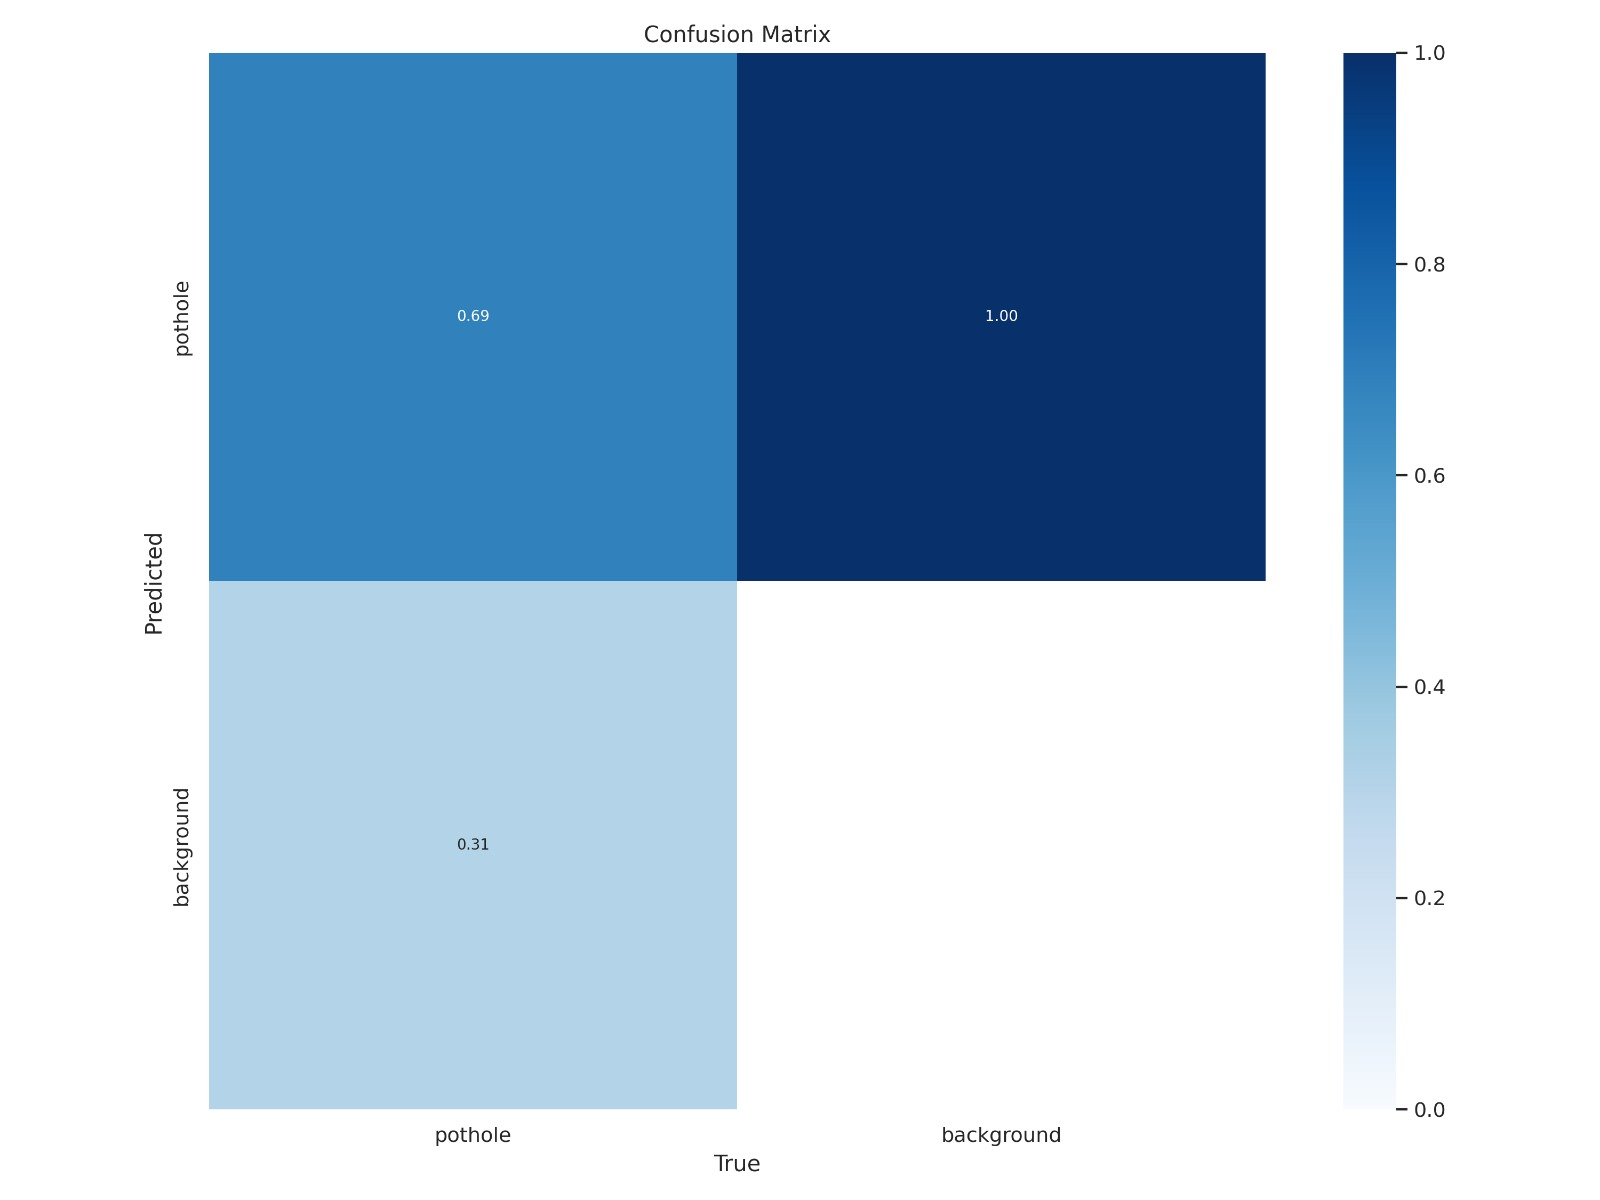 Confusion Matrix
pothole
background
Predicted
0.69
1.00
0.31
pothole
background
True
1.0
0.8
0.6
0.4
0.2
0.0